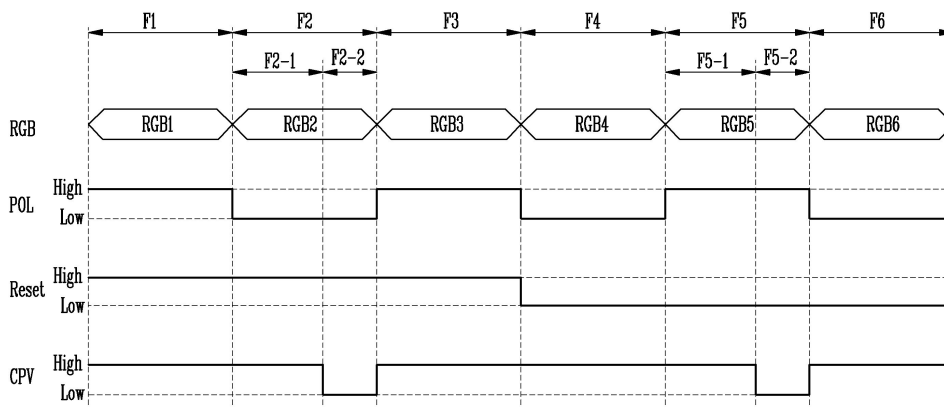 F1 F2 F3 F4 F5 F6
F2-1 F2-2 F5-1 F5-2
RGB RGB1 RGB2 RGB3 RGB4 RGB5 RGB6
High
POL
Low
High
Reset
Low
High
CPV
Low